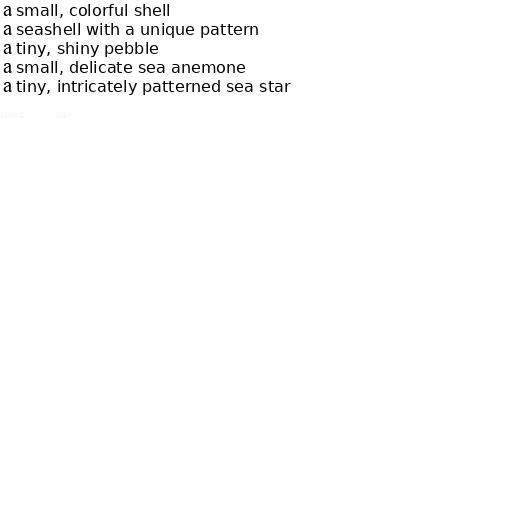 a small, colorful shell
a seashell with a unique pattern
a tiny, shiny pebble
a small, delicate sea anemone
a tiny, intricately patterned sea star